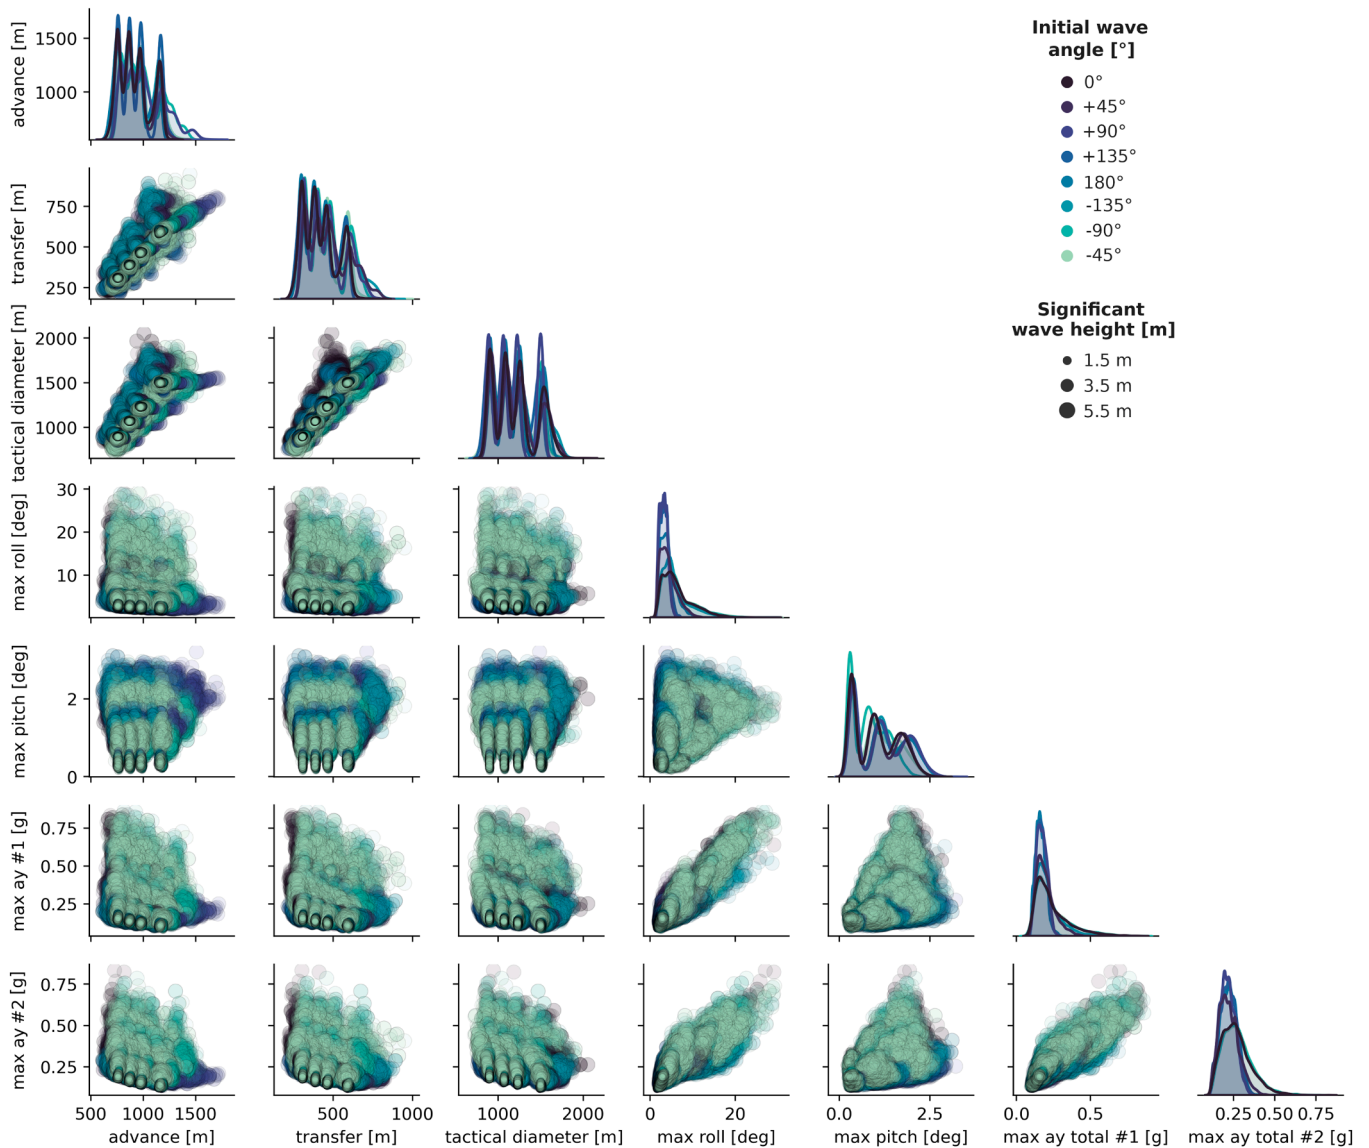 Initial wave
angle [°]
0°
+45°
+90°
+135°
180°
-135°
-90°
-45°
Significant
wave height [m]
1.5 m
3.5 m
5.5 m
advance [m]
1500
1000
transfer [m]
750
500
250
tactical diameter [m]
2000
1500
1000
max roll [deg]
30
20
10
max pitch [deg]
2
0
max ay #1 [g]
0.75
0.50
0.25
max ay #2 [g]
0.75
0.50
0.25
500 1000 1500
500 1000
1000 2000
0 20
0.0 2.5
0.0 0.5
0.25 0.50 0.75
advance [m]
transfer [m]
tactical diameter [m]
max roll [deg]
max pitch [deg]
max ay total #1 [g]
max ay total #2 [g]